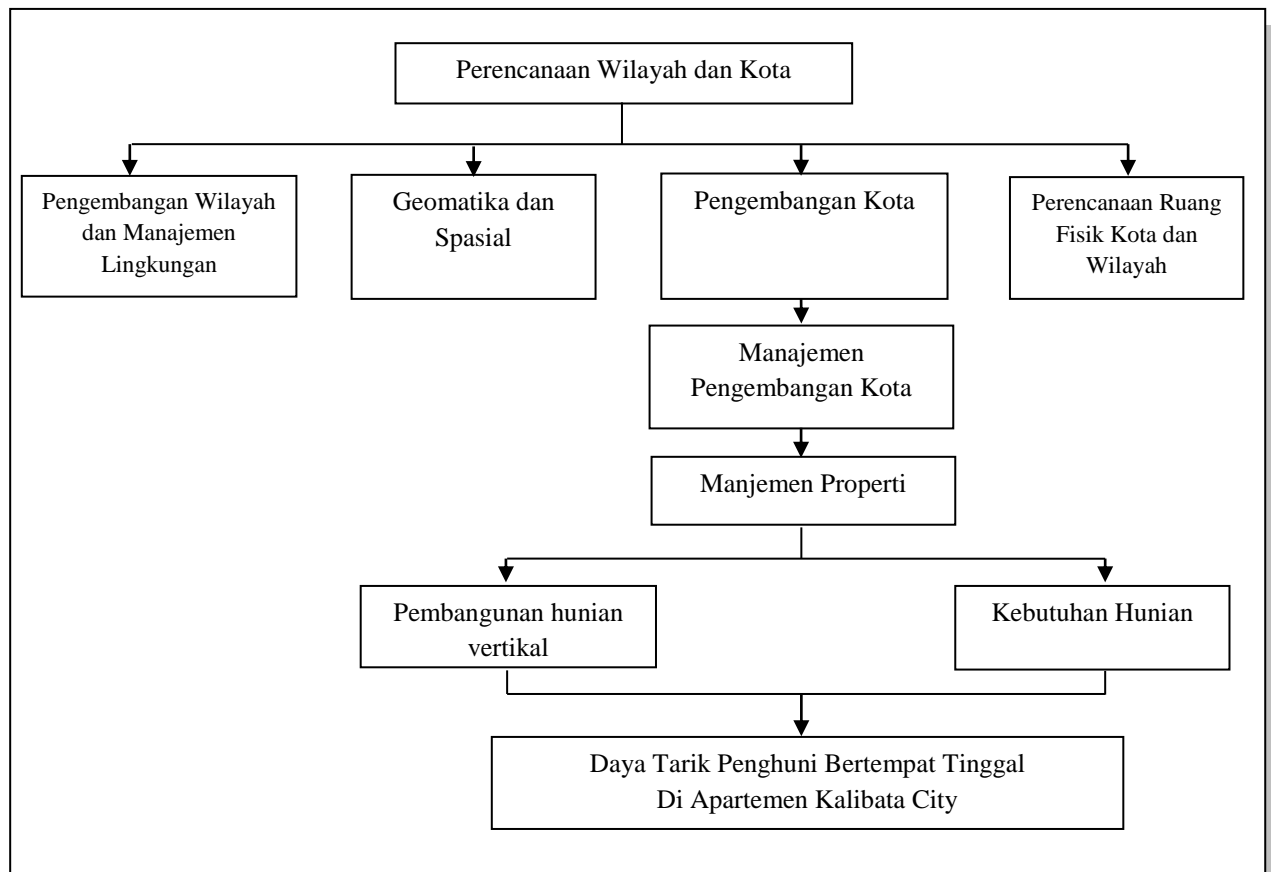 Perencanaan Wilayah dan Kota
Pengembangan Wilayah
dan Manajemen
Lingkungan
Geomatika dan
Spasial
Pengembangan Kota
Perencanaan Ruang
Fisik Kota dan
Wilayah
Manajemen
Pengembangan Kota
Manjemen Properti
Pembangunan hunian
vertikal
Kebutuhan Hunian
Daya Tarik Penghuni Bertempat Tinggal
Di Apartemen Kalibata City